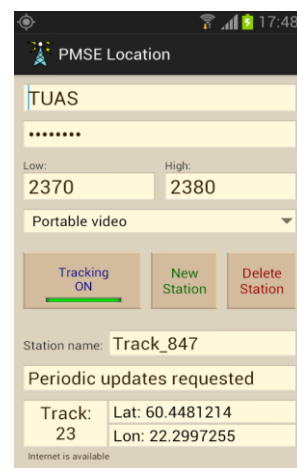 17:48
PMSE Location
TUAS
••••••••
Low: High:
2370 2380
Portable video
Tracking ON New Station Delete Station
Station name: Track_847
Periodic updates requested
Track: 23 Lat: 60.4481214
Lon: 22.2997255
Internet is available